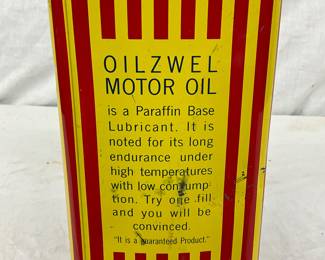 OILZWEL
MOTOR OIL
is a Paraffin Base
Lubricant. It is
noted for its long
endurance under
high temperatures
with low consump
tion. Try one fill
and you will be
convinced.
"It is a guaranteed Product."